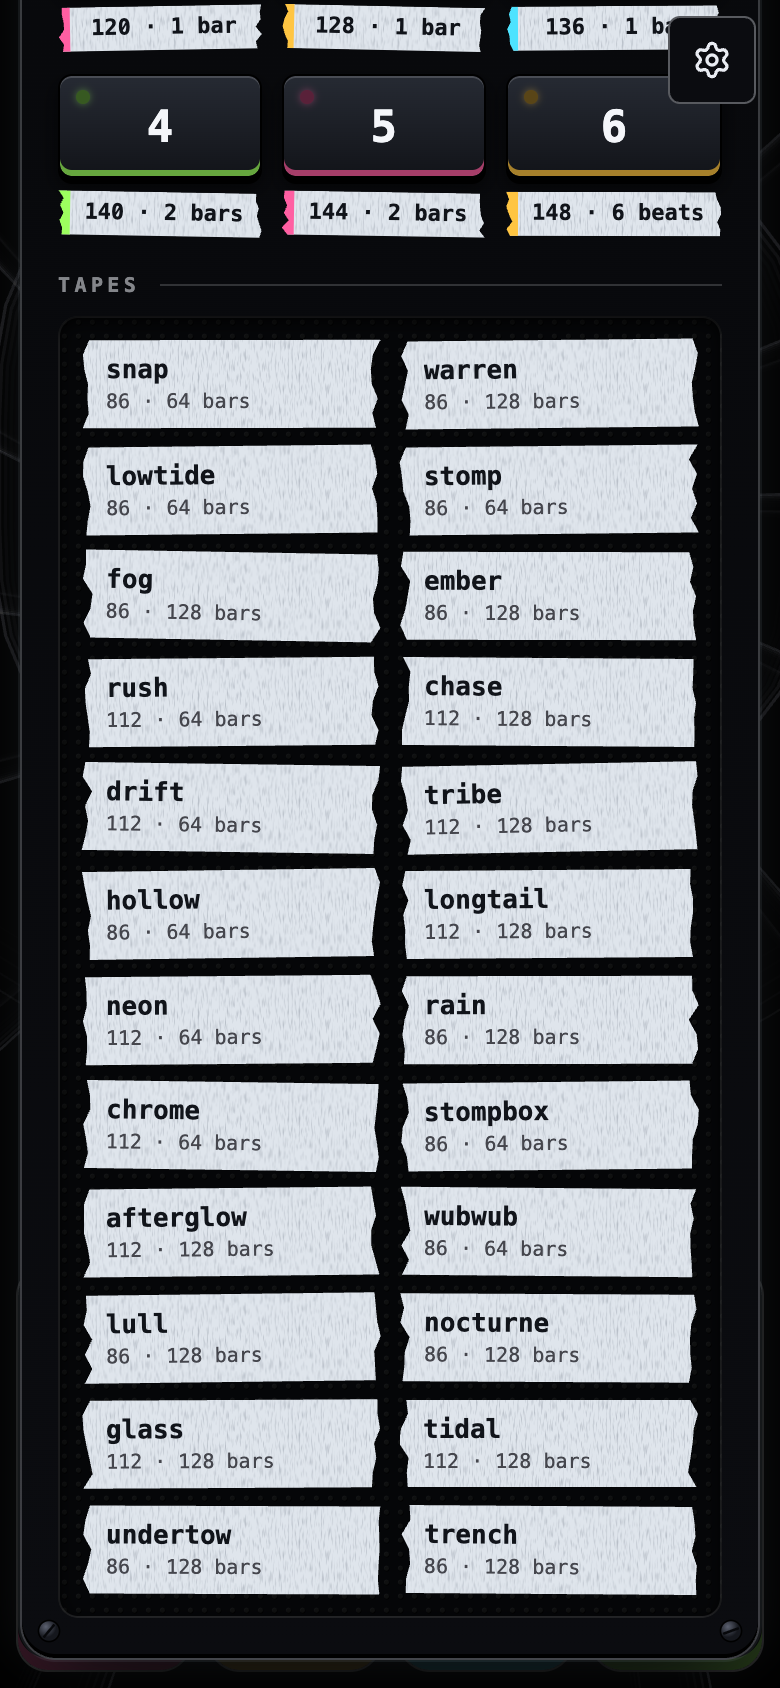 120 · 1 bar
128 · 1 bar
136 · 1
4
5
6
140 · 2 bars
144 · 2 bars
148 · 6 beats
TAPES
snap
86 · 64 bars
warren
86 · 128 bars
lowtide
86 · 64 bars
stomp
86 · 64 bars
fog
86 · 128 bars
ember
86 · 128 bars
rush
112 · 64 bars
chase
112 · 128 bars
drift
112 · 64 bars
tribe
112 · 128 bars
hollow
86 · 64 bars
longtail
112 · 128 bars
neon
112 · 64 bars
rain
86 · 128 bars
chrome
112 · 64 bars
stompbox
86 · 64 bars
afterglow
112 · 128 bars
wubwub
86 · 64 bars
lull
86 · 128 bars
nocturne
86 · 128 bars
glass
112 · 128 bars
tidal
112 · 128 bars
undertow
86 · 128 bars
trench
86 · 128 bars